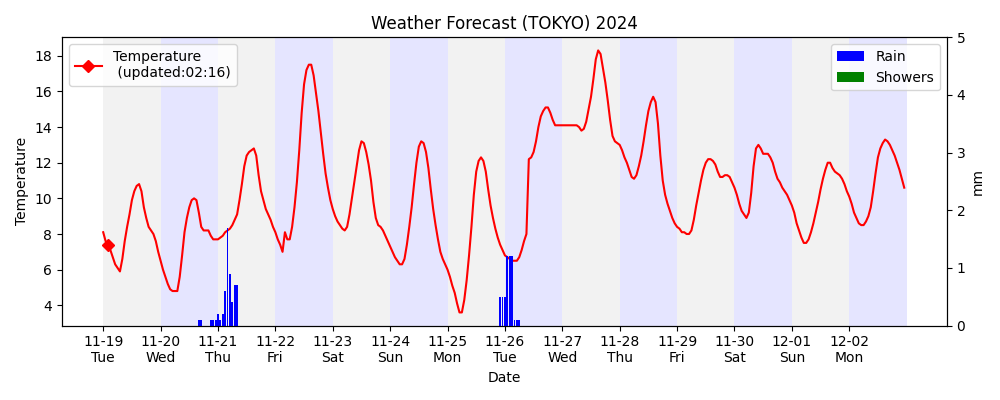 Weather Forecast (TOKYO) 2024
Temperature
(updated:02:16)
Rain
Showers
Temperature
18
16
14
12
10
8
6
4
5
4
3
2
1
0
mm
11-19 11-20 11-21 11-22 11-23 11-24 11-25 11-26 11-27 11-28 11-29 11-30 12-01 12-02
Tue Wed Thu Fri Sat Sun Mon Tue Wed Thu Fri Sat Sun Mon
Date